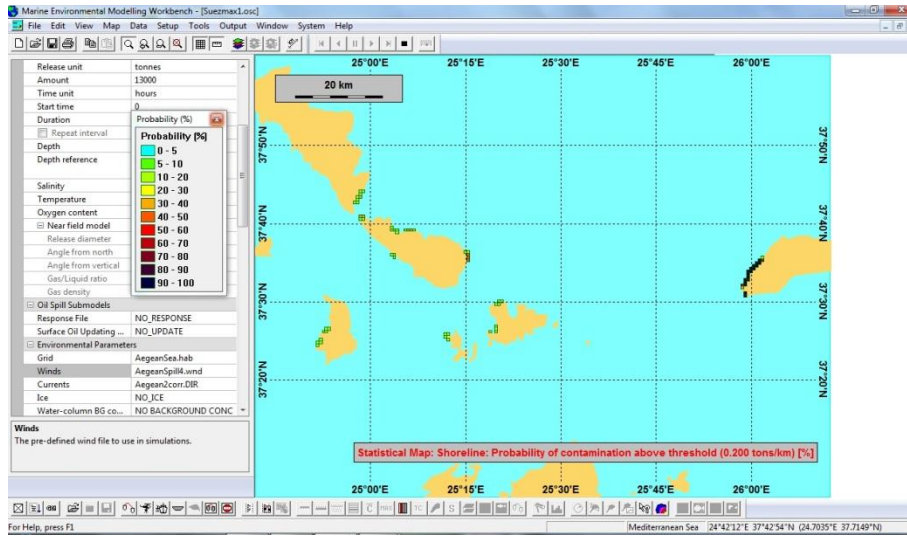 Marine Environmental Modelling Workbench - [Suezmax1.osc]
File Edit View Map Data Setup Tools Output Window System Help
Release unit tonnes
Amount 13000
Time unit hours
Start time 0
Duration
Repeat interval
Depth
Depth reference
Salinity
Temperature
Oxygen content
Near field model
Release diameter
Angle from north
Angle from vertical
Gas/Liquid ratio
Gas density
Oil Spill Submodels
Response File NO_RESPONSE
Surface Oil Updating ... NO_UPDATE
Environmental Parameters
Grid AegeanSea.hab
Winds AegeanSpill4.wnd
Currents Aegean2corr.DIR
Ice NO_ICE
Water-column BG co... NO BACKGROUND CONC
Winds
The pre-defined wind file to use in simulations.
Probability (%)
Probability (%)
0 - 5
5 - 10
10 - 20
20 - 30
30 - 40
40 - 50
50 - 60
60 - 70
70 - 80
80 - 90
90 - 100
25°00'E 25°15'E 25°30'E 25°45'E 26°00'E
20 km
37°50'N 37°50'N
37°40'N 37°40'N
37°30'N 37°30'N
37°20'N 37°20'N
Statistical Map: Shoreline: Probability of contamination above threshold (0.200 tons/km) [%]
25°00'E 25°15'E 25°30'E 25°45'E 26°00'E
C MAX TC S
For Help, press F1
Mediterranean Sea 24°42'12"E 37°42'54"N (24.7035°E 37.7149°N)